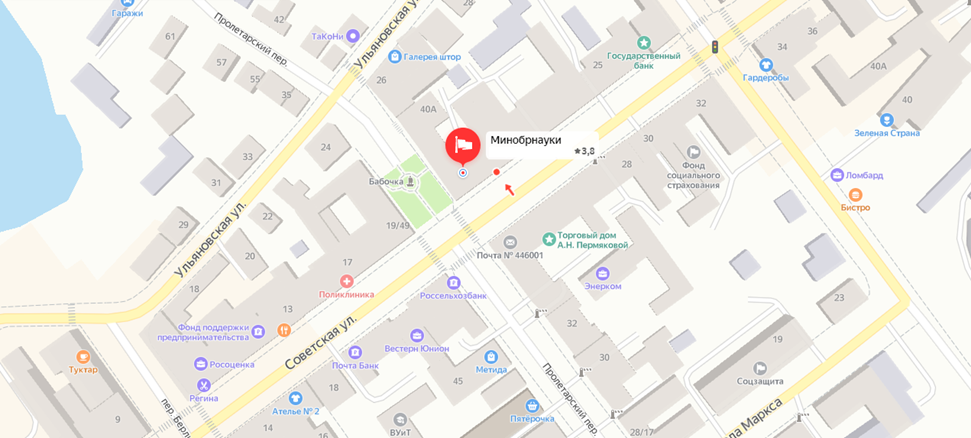 Гаражи
Пролетарский пер.
61
ТаКоНи
Ульяновская ул.
57
55
35
26
Галерея штор
40А
Государственный
банк
25
34
36
Гардеробы
40А
40
32
Зеленая Страна
Минобрнауки
3,8
30
28
Фонд
социального
страхования
Ломбард
Бистро
33
31
24
Бабочка
29
22
Ульяновская ул.
20
19/49
17
Поликлиника
13
Почта № 446001
Торговый дом
А.Н. Пермяковой
Энерком
Россельхозбанк
23
Фонд поддержки
предпринимательства
Советская ул.
Вестерн Юнион
32
Туктар
Росоценка
Почта Банк
Метида
30
19
Регина
45
Пролетарский пер.
Соцзащита
Ателье № 2
9
пер. Берли
ВУиТ
Пятёрочка
28/17
ла Маркса